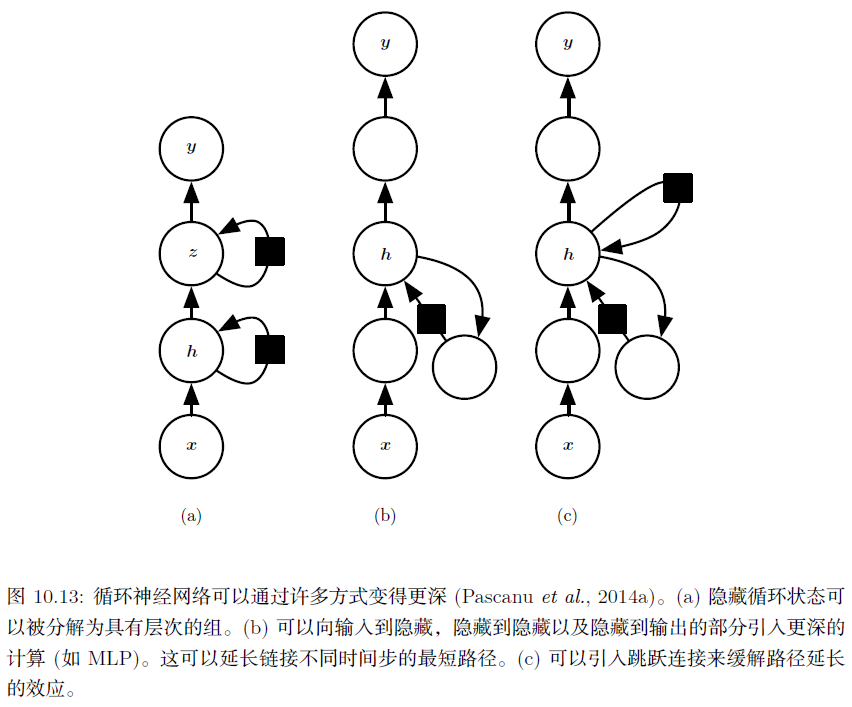 y
y
y
z
h
h
h
x
x
x
(a)
(b)
(c)
图 10.13: 循环神经网络可以通过许多方式变得更深 (Pascanu et al., 2014a)。(a) 隐藏循环状态可
以被分解为具有层次的组。(b) 可以向输入到隐藏，隐藏到隐藏以及隐藏到输出的部分引入更深的
计算 (如 MLP)。这可以延长链接不同时间步的最短路径。(c) 可以引入跳跃连接来缓解路径延长
的效应。